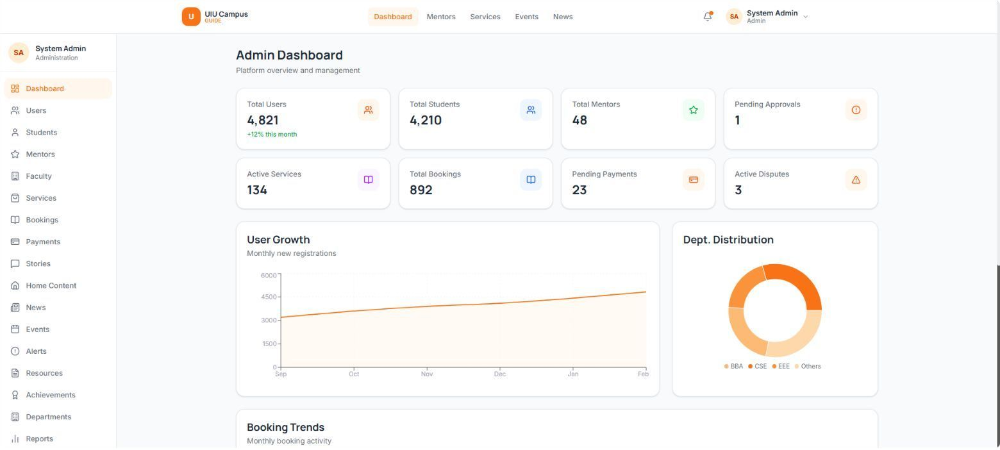 U
UIU Campus
GUIDE
Dashboard
Mentors
Services
Events
News
SA
System Admin
Admin
SA
System Admin
Administration
Dashboard
Users
Students
Mentors
Faculty
Services
Bookings
Payments
Stories
Home Content
News
Events
Alerts
Resources
Achievements
Departments
Reports
Admin Dashboard
Platform overview and management
Total Users
4,821
+12% this month
Total Students
4,210
Total Mentors
48
Pending Approvals
1
Active Services
134
Total Bookings
892
Pending Payments
23
Active Disputes
3
User Growth
Monthly new registrations
6000
4500
3000
1500
0
Sep
Oct
Nov
Dec
Jan
Feb
Dept. Distribution
BBA
CSE
EEE
Others
Booking Trends
Monthly booking activity